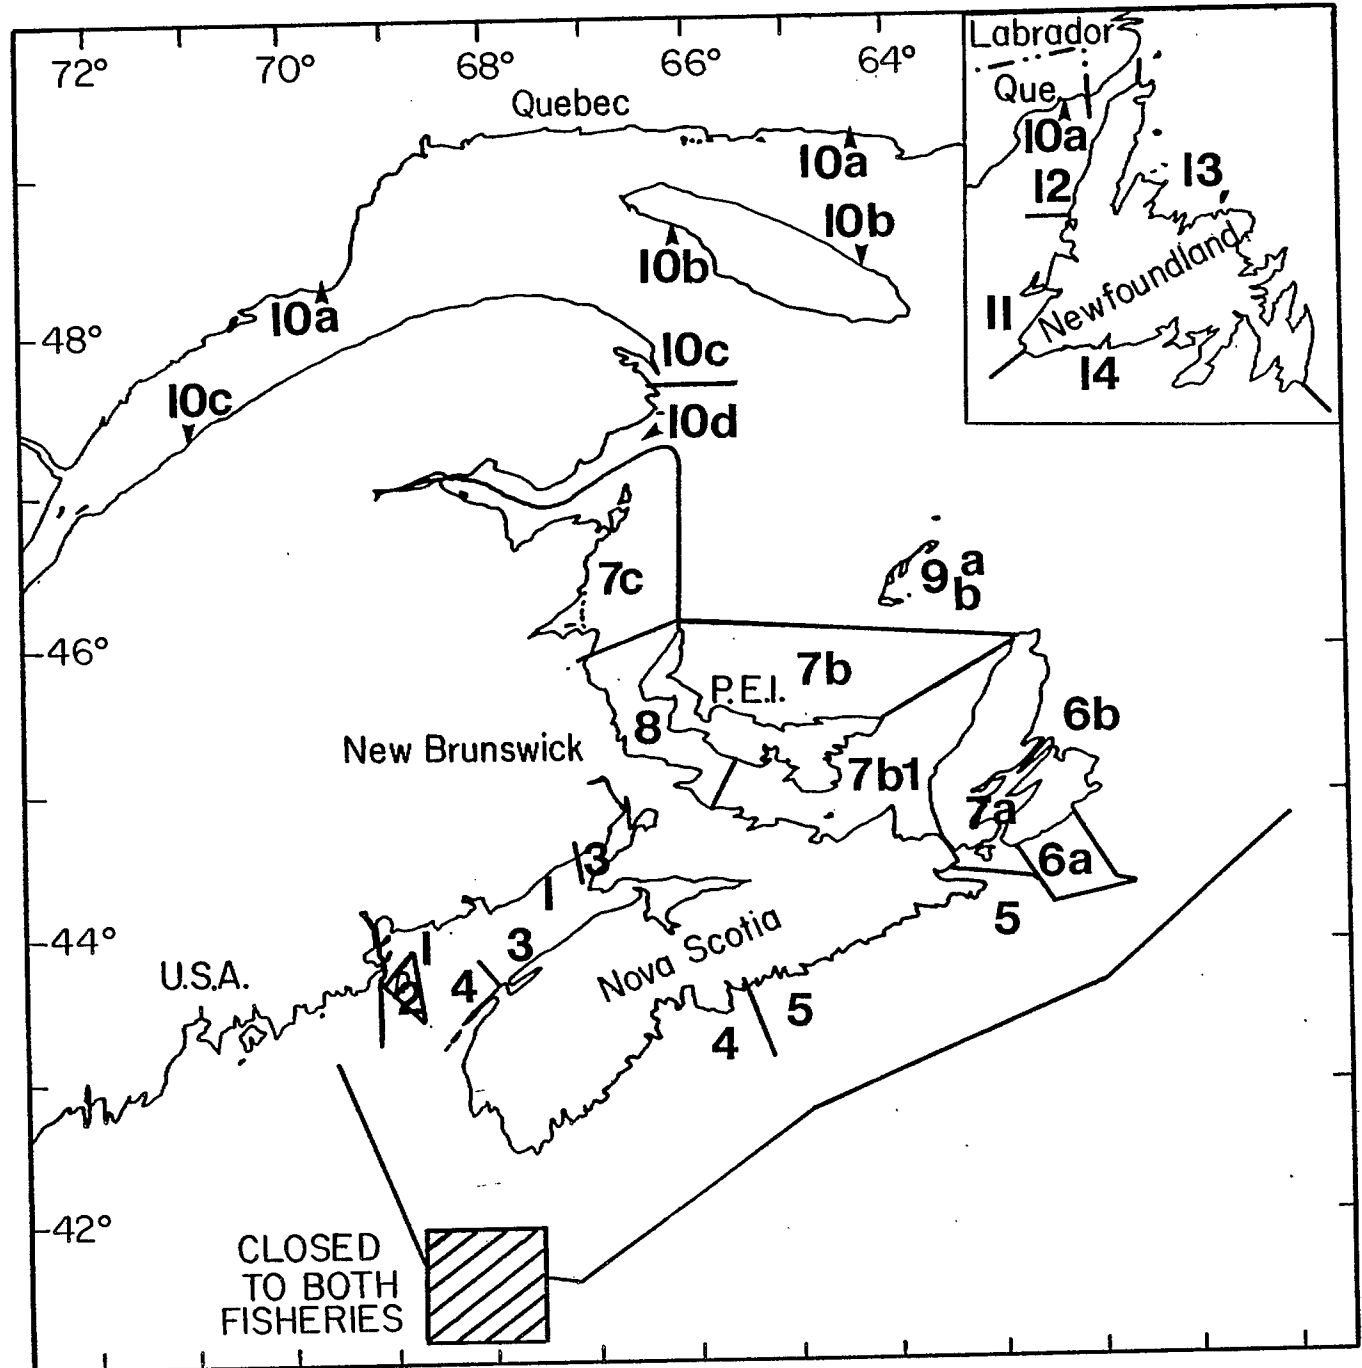 72° 70° 68° 66° 64°
Labrador
Quebec
Que.
10a
10a
12
13
10b
10b
Newfoundland
11
14
10a
48°
10c
10c
10d
7c
9 a
b
46°
7b
P.E.I.
8
6b
New Brunswick
7b1
7a
3
6a
1
5
44°
1
3
Nova Scotia
U.S.A.
2
4
5
4
42°
CLOSED
TO BOTH
FISHERIES